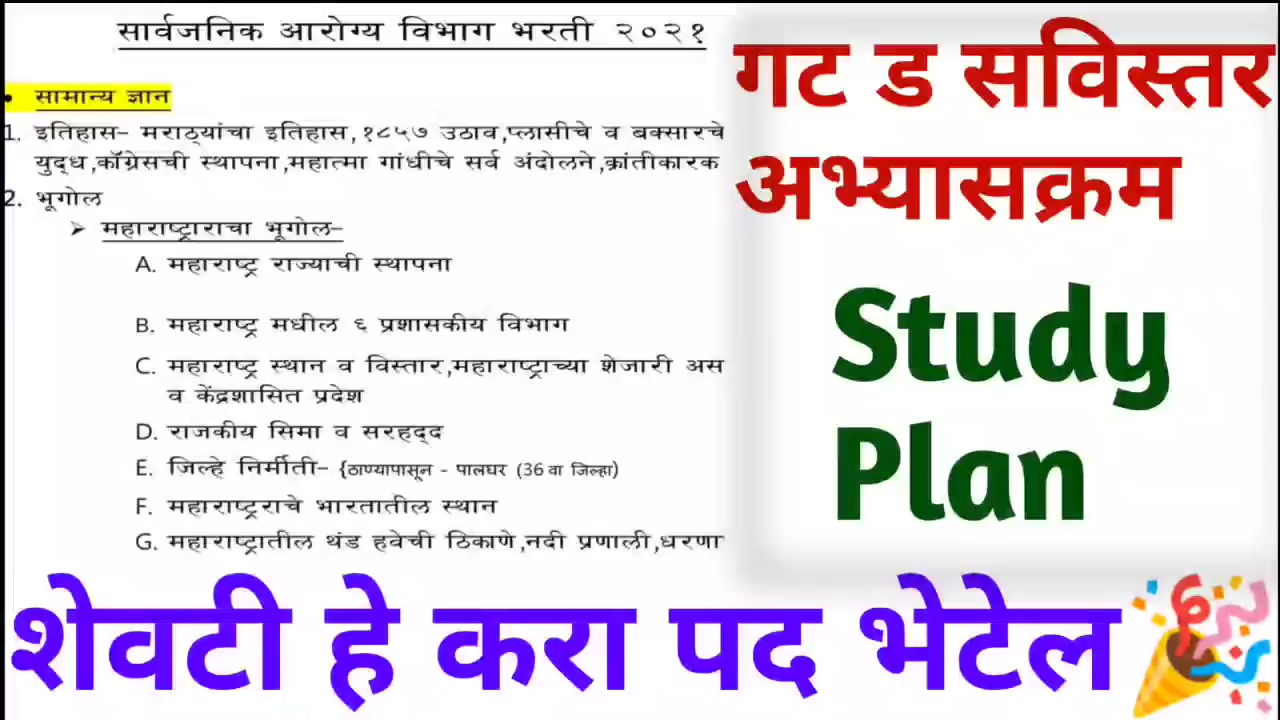 सार्वजनिक आरोग्य विभाग भरती २०२१
• सामान्य ज्ञान
1. इतिहास- मराठ्यांचा इतिहास,१८५७ उठाव,प्लासीचे व बक्सारचे
युद्ध,काँग्रेसची स्थापना,महात्मा गांधीचे सर्व अंदोलने,क्रांतीकारक
2. भूगोल
➢ महाराष्ट्राराचा भूगोल-
A. महाराष्ट्र राज्याची स्थापना
B. महाराष्ट्र मधील ६ प्रशासकीय विभाग
C. महाराष्ट्र स्थान व विस्तार,महाराष्ट्राच्या शेजारी अस
व केंद्रशासित प्रदेश
D. राजकीय सिमा व सरहद्द
E. जिल्हे निर्मीती- {ठाण्यापासून - पालघर (36 वा जिल्हा)
F. महाराष्ट्रराचे भारतातील स्थान
G. महाराष्ट्रातील थंड हवेची ठिकाणे,नदी प्रणाली,धरणा
गट ड सविस्तर
अभ्यासक्रम
Study
Plan
शेवटी हे करा पद भेटेल